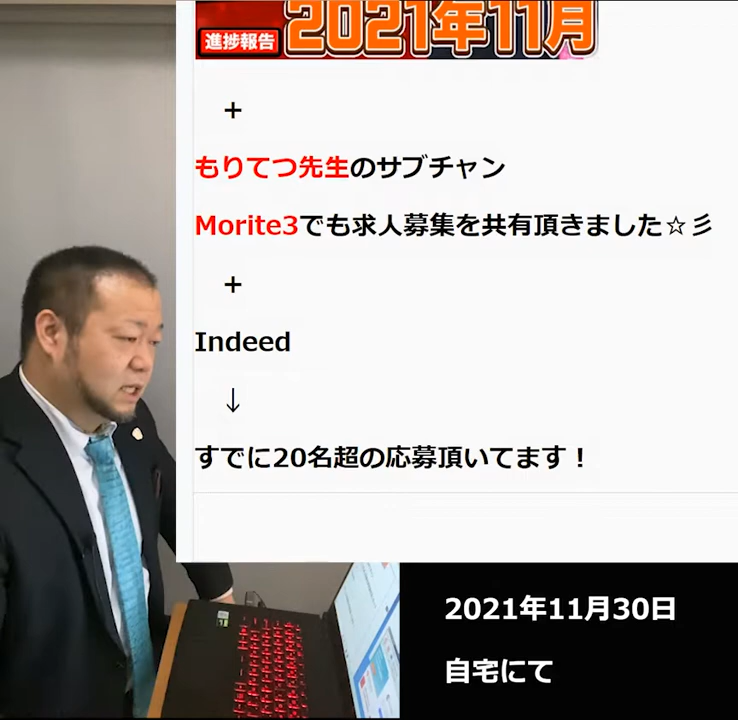 進捗報告 2021年11月
+
もりてつ先生のサブチャン
Morite3でも求人募集を共有頂きました☆彡
+
Indeed
↓
すでに20名超の応募頂いてます！
2021年11月30日
自宅にて